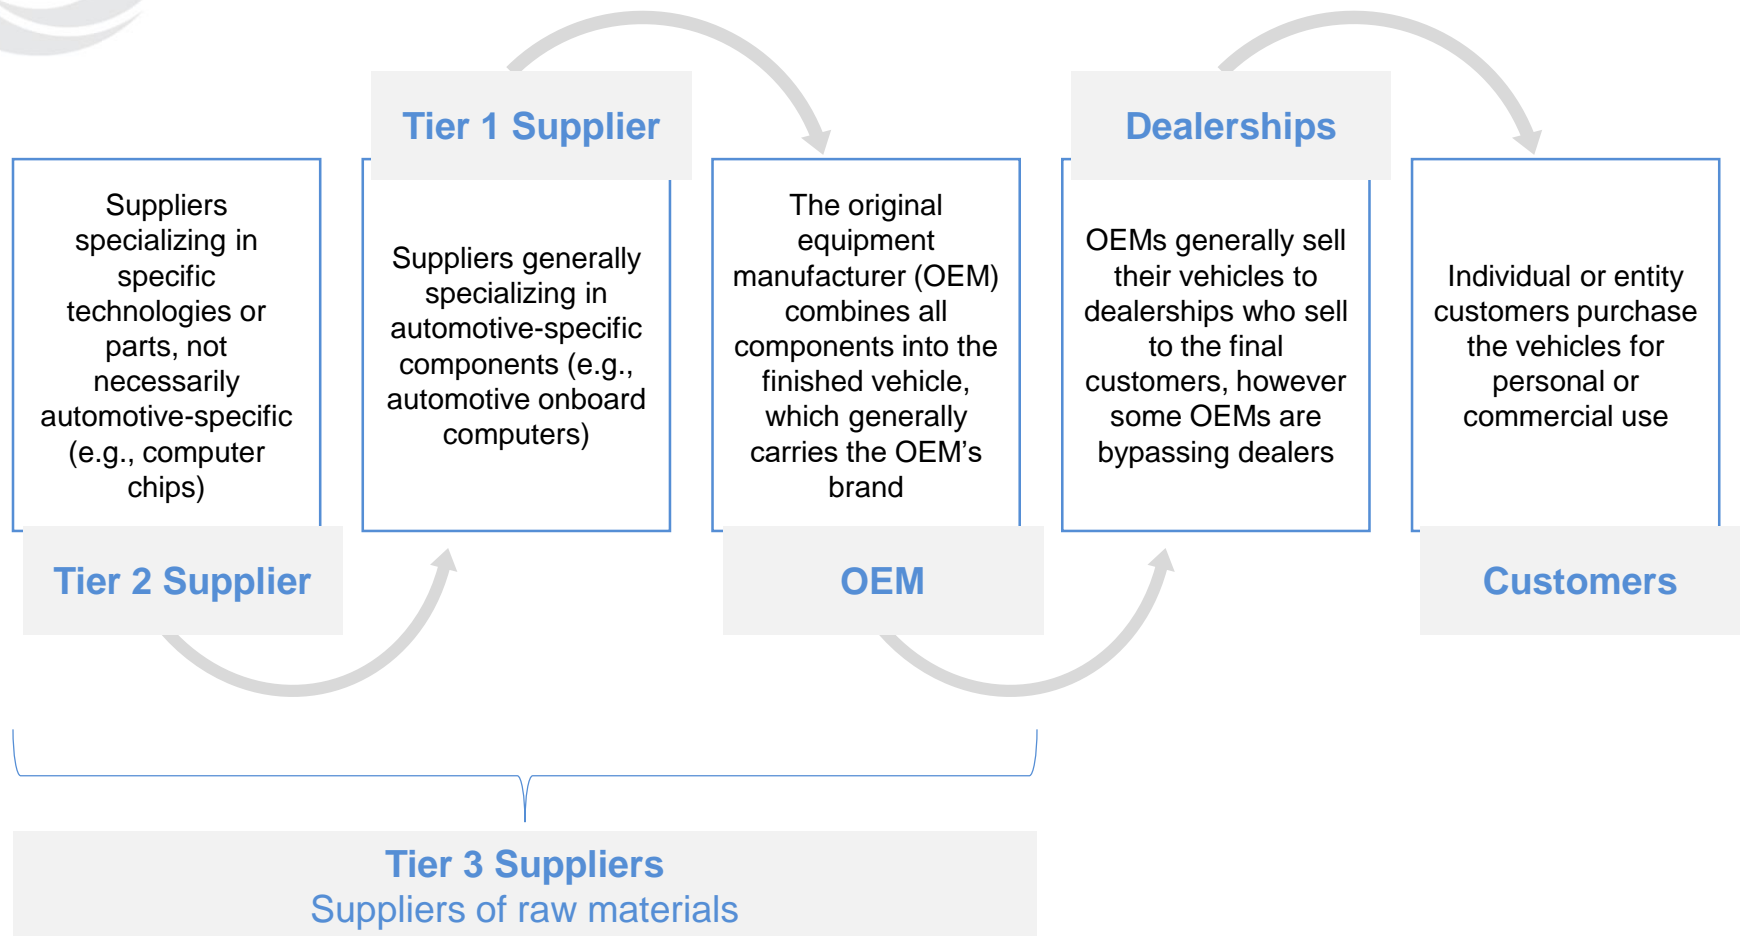 Tier 2 Supplier
Suppliers
specializing in
specific
technologies or
parts, not
necessarily
automotive-specific
(e.g., computer
chips)
Tier 1 Supplier
Suppliers generally
specializing in
automotive-specific
components (e.g.,
automotive onboard
computers)
OEM
The original
equipment
manufacturer (OEM)
combines all
components into the
finished vehicle,
which generally
carries the OEM’s
brand
Dealerships
OEMs generally sell
their vehicles to
dealerships who sell
to the final
customers, however
some OEMs are
bypassing dealers
Customers
Individual or entity
customers purchase
the vehicles for
personal or
commercial use
Tier 3 Suppliers
Suppliers of raw materials